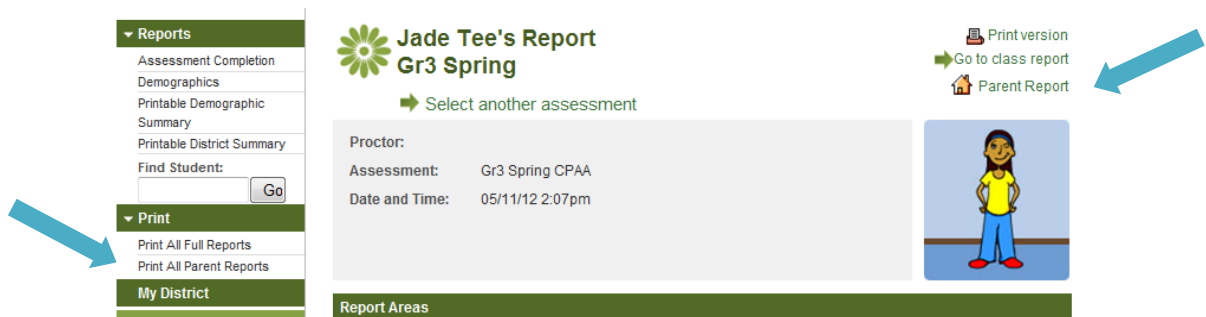 Reports
Assessment Completion
Demographics
Printable Demographic
Summary
Printable District Summary
Find Student:
Go
Print
Print All Full Reports
Print All Parent Reports
My District
Jade Tee's Report
Gr3 Spring
Select another assessment
Print version
Go to class report
Parent Report
Proctor:
Assessment: Gr3 Spring CPAA
Date and Time: 05/11/12 2:07pm
Report Areas